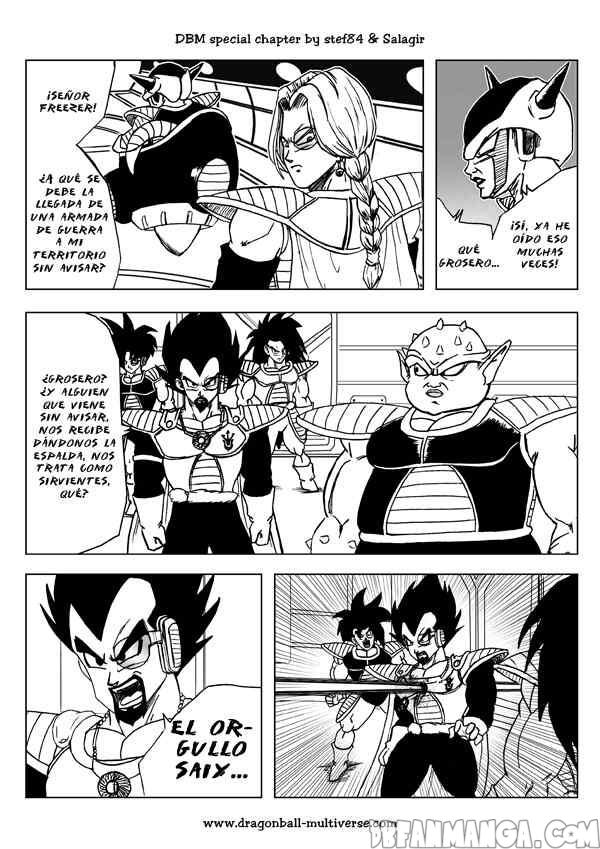 DBM special chapter by stef84 & Salagir
¡SEÑOR
FREEZER!
¿A QUÉ SE
DEBE LA
LLEGADA DE
UNA ARMADA
DE GUERRA
A MI
TERRITORIO
SIN AVISAR?
QUÉ
GROSERO...
¡SÍ, YA HE
OÍDO ESO
MUCHAS
VECES!
¿GROSERO?
¿Y ALGUIEN
QUE VIENE
SIN AVISAR,
NOS RECIBE
DÁNDONOS LA
ESPALDA, NOS
TRATA COMO
SIRVIENTES,
QUÉ?
EL OR-
GULLO
SAIY...
www.dragonball-multiverse.com
DBFANMANGA.COM